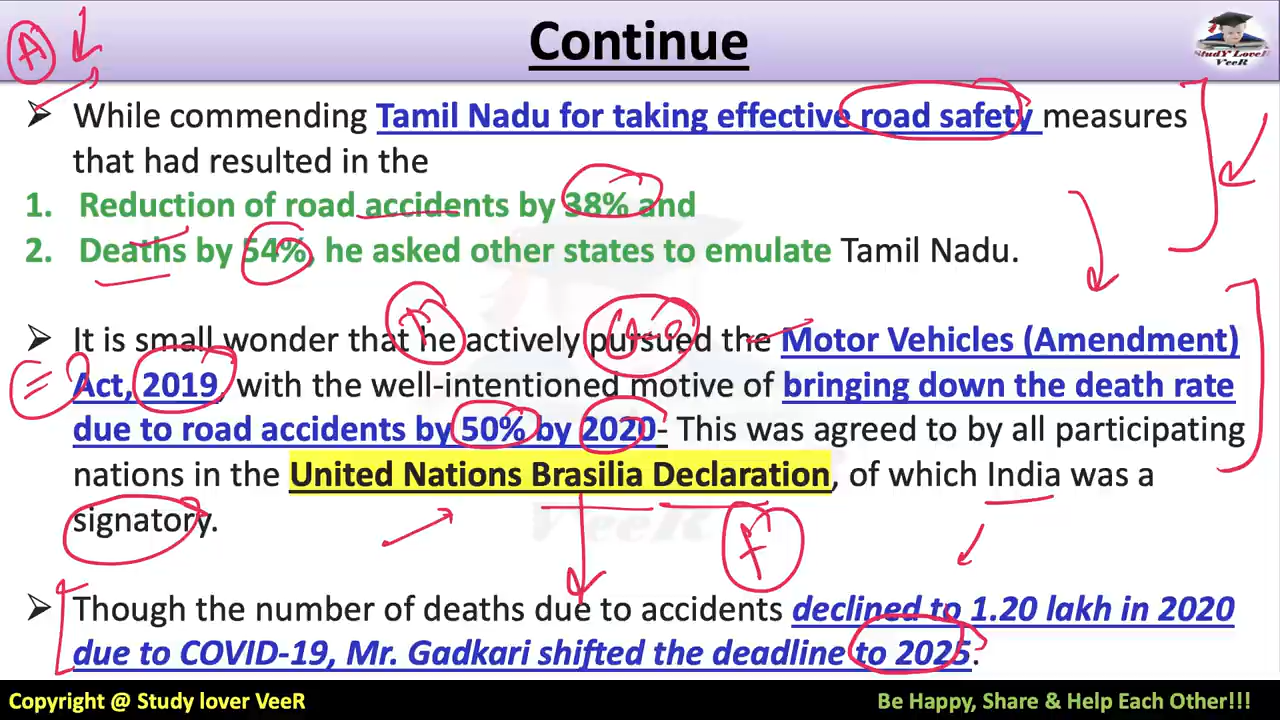 Continue
StudY LoveR
VeeR
A
➤ While commending Tamil Nadu for taking effective road safety measures
that had resulted in the
1. Reduction of road accidents by 38% and
2. Deaths by 54%, he asked other states to emulate Tamil Nadu.
➤ It is small wonder that he actively pursued the Motor Vehicles (Amendment)
Act, 2019, with the well-intentioned motive of bringing down the death rate
due to road accidents by 50% by 2020- This was agreed to by all participating
nations in the United Nations Brasilia Declaration, of which India was a
signatory.
VeeR
➤ Though the number of deaths due to accidents declined to 1.20 lakh in 2020
due to COVID-19, Mr. Gadkari shifted the deadline to 2025.
Copyright @ Study lover VeeR
Be Happy, Share & Help Each Other!!!